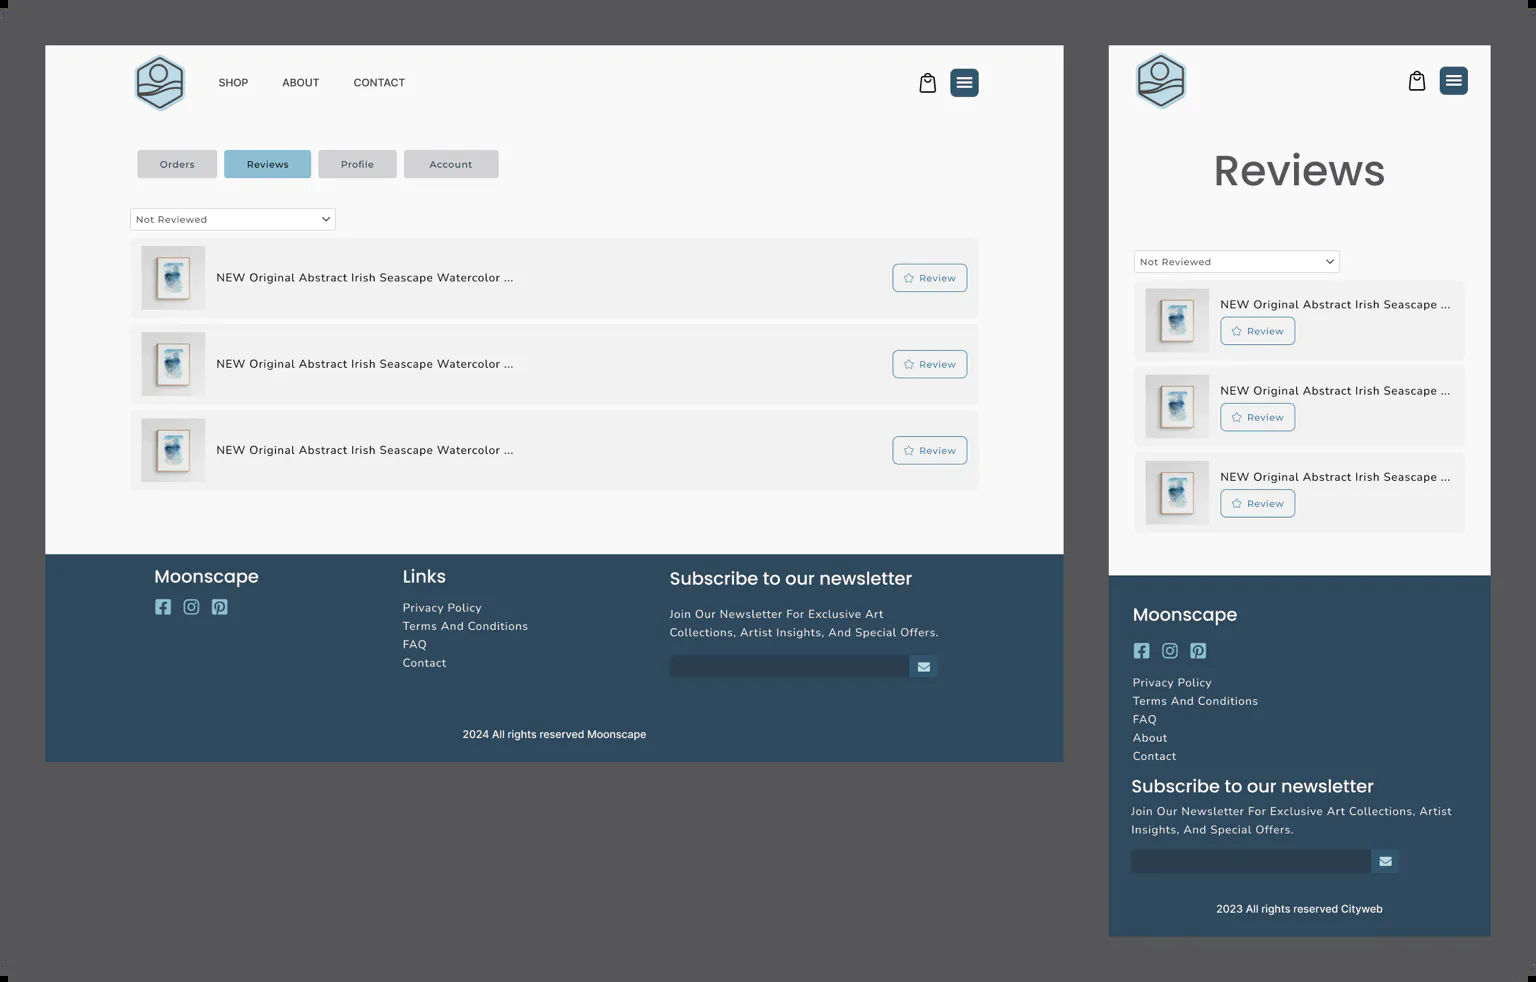 SHOP ABOUT CONTACT
Orders Reviews Profile Account
Not Reviewed
NEW Original Abstract Irish Seascape Watercolor ...
Review
NEW Original Abstract Irish Seascape Watercolor ...
Review
NEW Original Abstract Irish Seascape Watercolor ...
Review
Moonscape
Links
Privacy Policy
Terms And Conditions
FAQ
Contact
Subscribe to our newsletter
Join Our Newsletter For Exclusive Art
Collections, Artist Insights, And Special Offers.
2024 All rights reserved Moonscape
Reviews
Not Reviewed
NEW Original Abstract Irish Seascape ...
Review
NEW Original Abstract Irish Seascape ...
Review
NEW Original Abstract Irish Seascape ...
Review
Moonscape
Privacy Policy
Terms And Conditions
FAQ
About
Contact
Subscribe to our newsletter
Join Our Newsletter For Exclusive Art Collections, Artist
Insights, And Special Offers.
2023 All rights reserved Cityweb